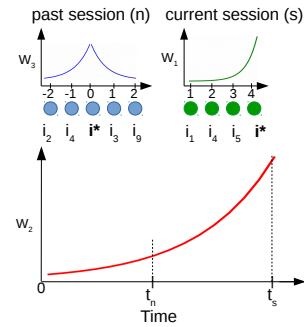 past session (n) current session (s)
w3 w1
-2 -1 0 1 2 1 2 3 4
i2 i4 i* i3 i9 i1 i4 i5 i*
w2
0 tn ts
Time